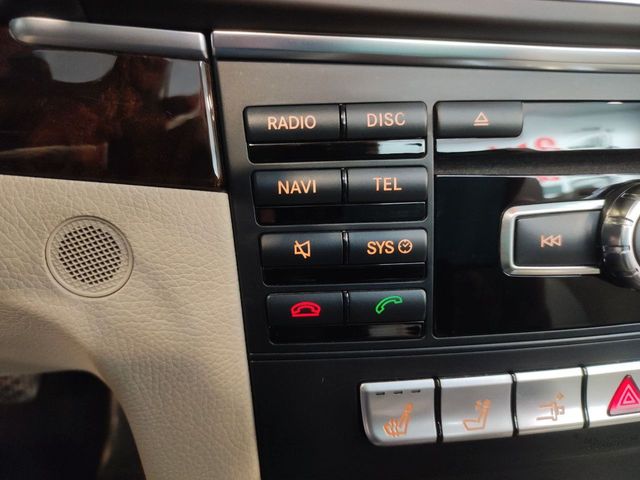 RADIO DISC
NAVI TEL
SYS